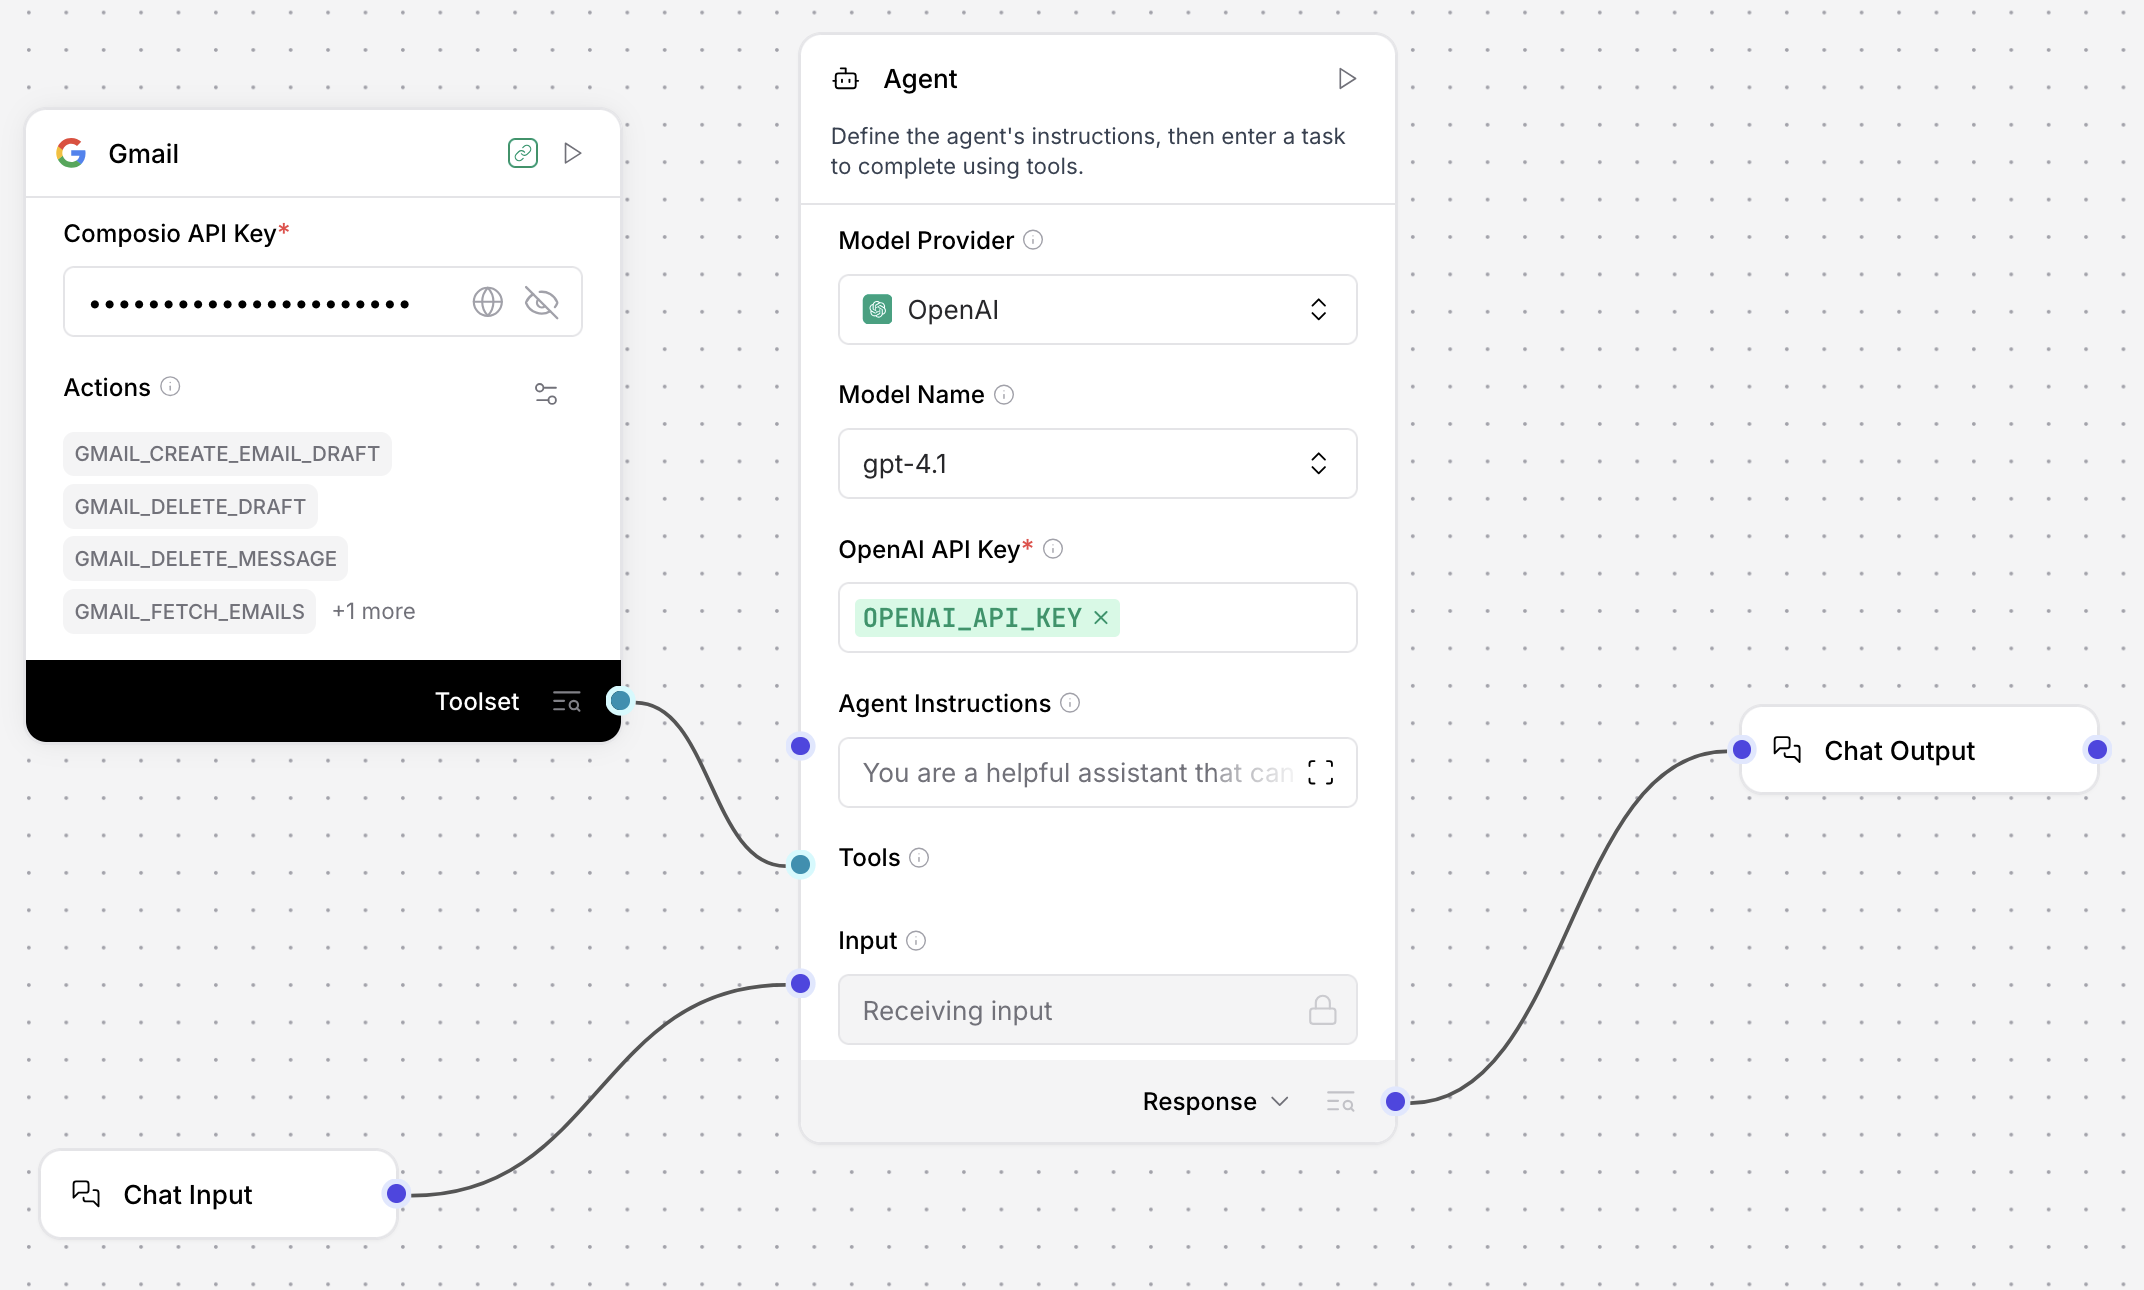 Gmail
Composio API Key*
••••••••••••••••••••••
Actions
GMAIL_CREATE_EMAIL_DRAFT
GMAIL_DELETE_DRAFT
GMAIL_DELETE_MESSAGE
GMAIL_FETCH_EMAILS +1 more
Toolset
Chat Input
Agent
Define the agent's instructions, then enter a task
to complete using tools.
Model Provider
OpenAI
Model Name
gpt-4.1
OpenAI API Key*
OPENAI_API_KEY ×
Agent Instructions
You are a helpful assistant that can
Tools
Input
Receiving input
Response
Chat Output